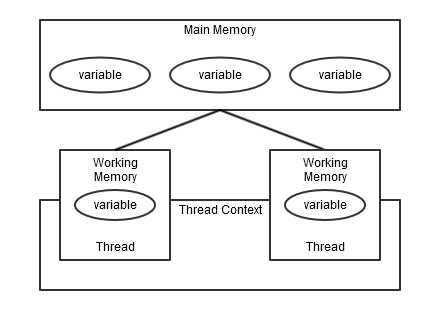 Main Memory
variable
variable
variable
Working
Memory
variable
Thread
Thread Context
Working
Memory
variable
Thread